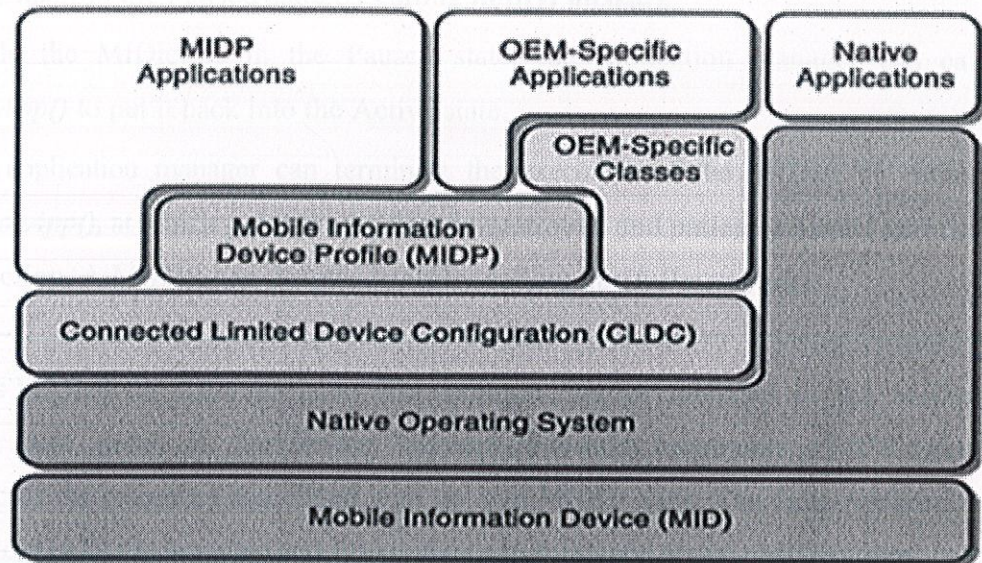 MIDP
Applications
OEM-Specific
Applications
Native
Applications
OEM-Specific
Classes
Mobile Information
Device Profile (MIDP)
Connected Limited Device Configuration (CLDC)
Native Operating System
Mobile Information Device (MID)